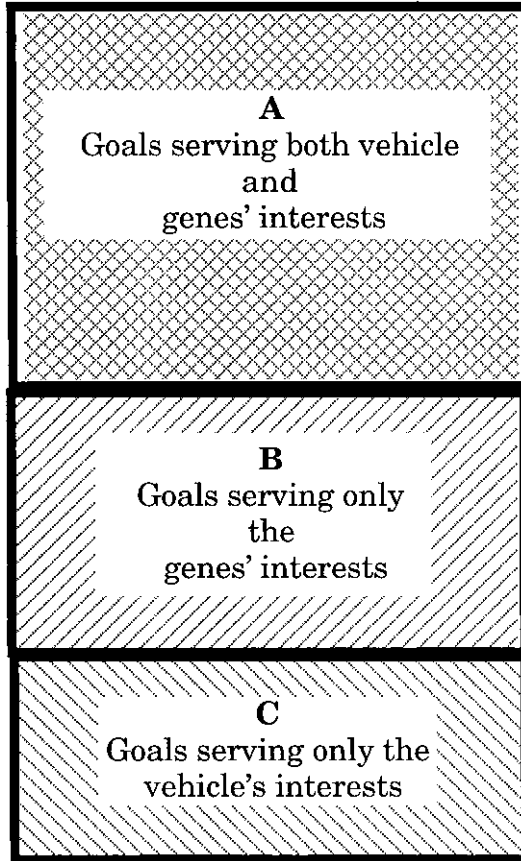 A
Goals serving both vehicle
and
genes’ interests
B
Goals serving only
the
genes’ interests
C
Goals serving only the
vehicle’s interests